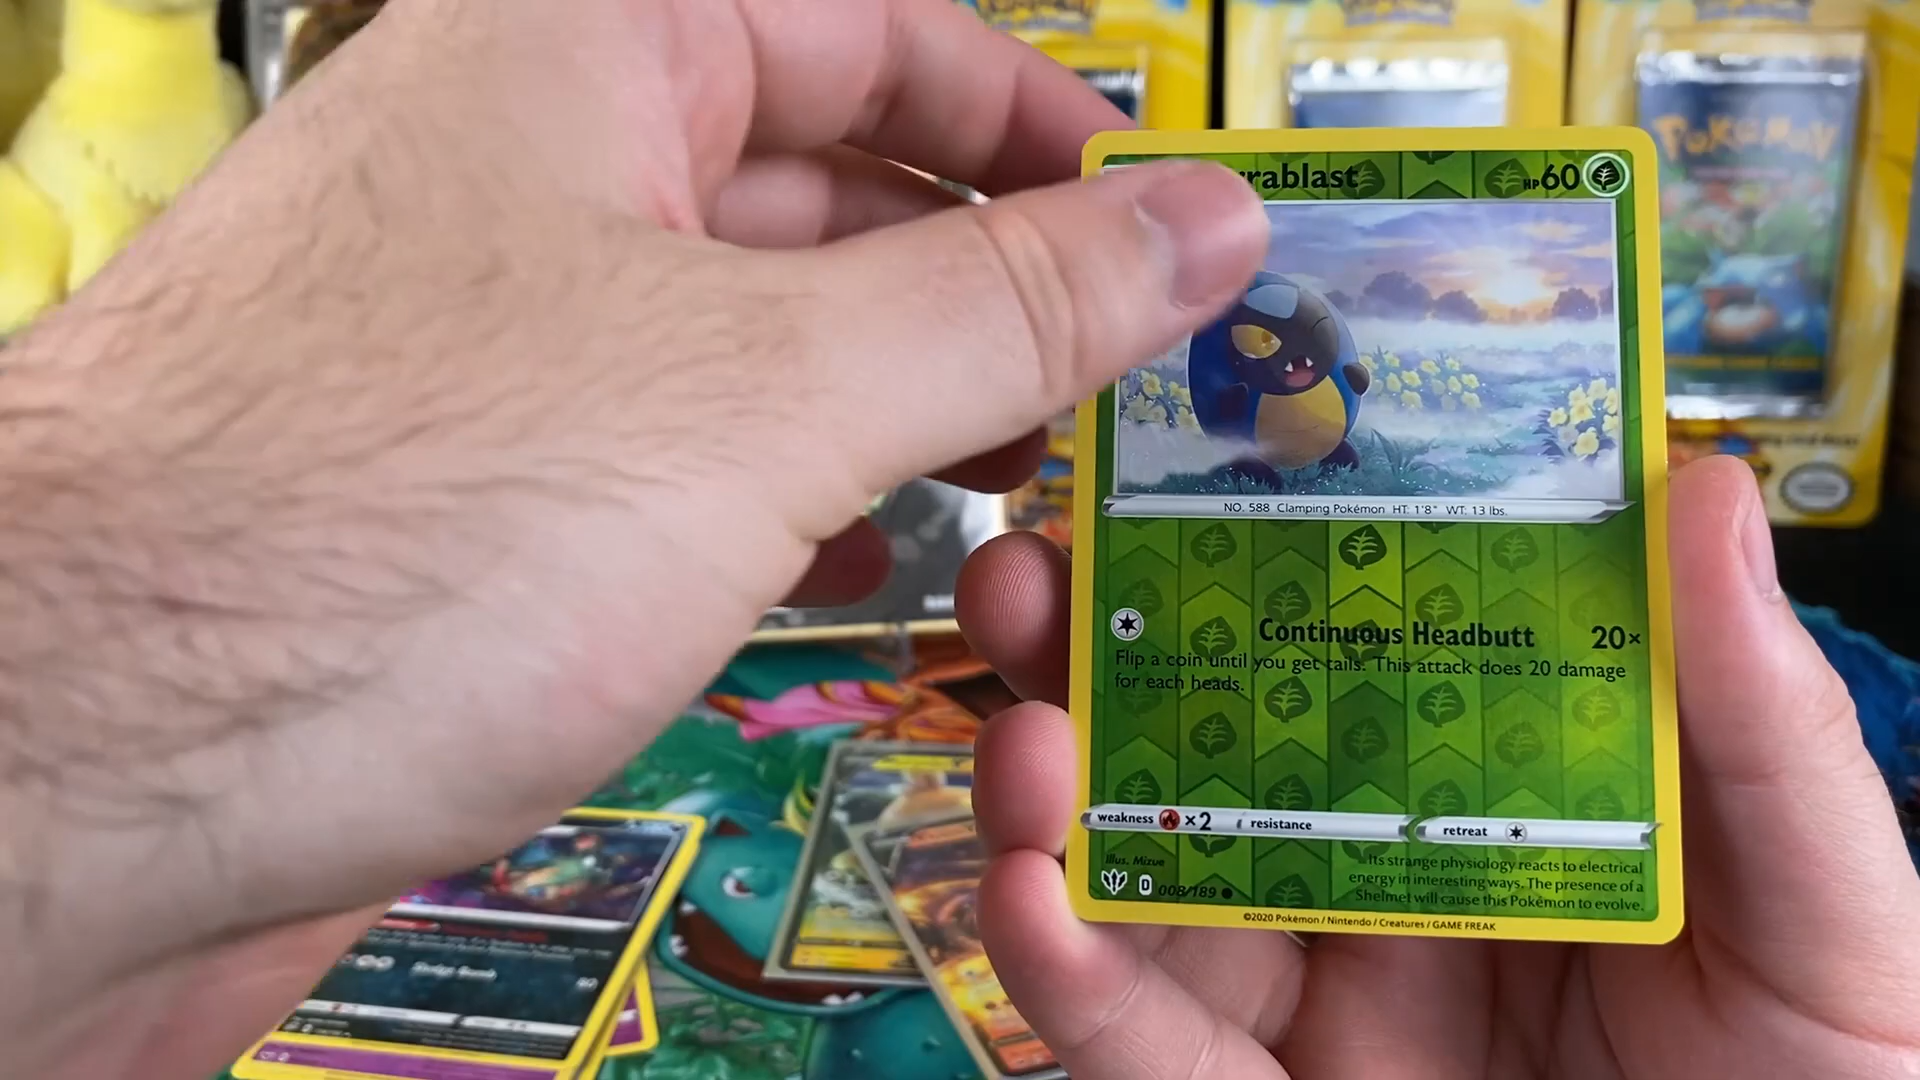 POKÉMON
rrablast HP60
NO. 588 Clamping Pokémon HT: 1'8" WT: 13 lbs.
Continuous Headbutt 20×
Flip a coin until you get tails. This attack does 20 damage
for each heads.
weakness ×2 resistance retreat
Illus. Mizue
D 008/189
Its strange physiology reacts to electrical
energy in interesting ways. The presence of a
Shelmet will cause this Pokémon to evolve.
©2020 Pokémon / Nintendo / Creatures / GAME FREAK